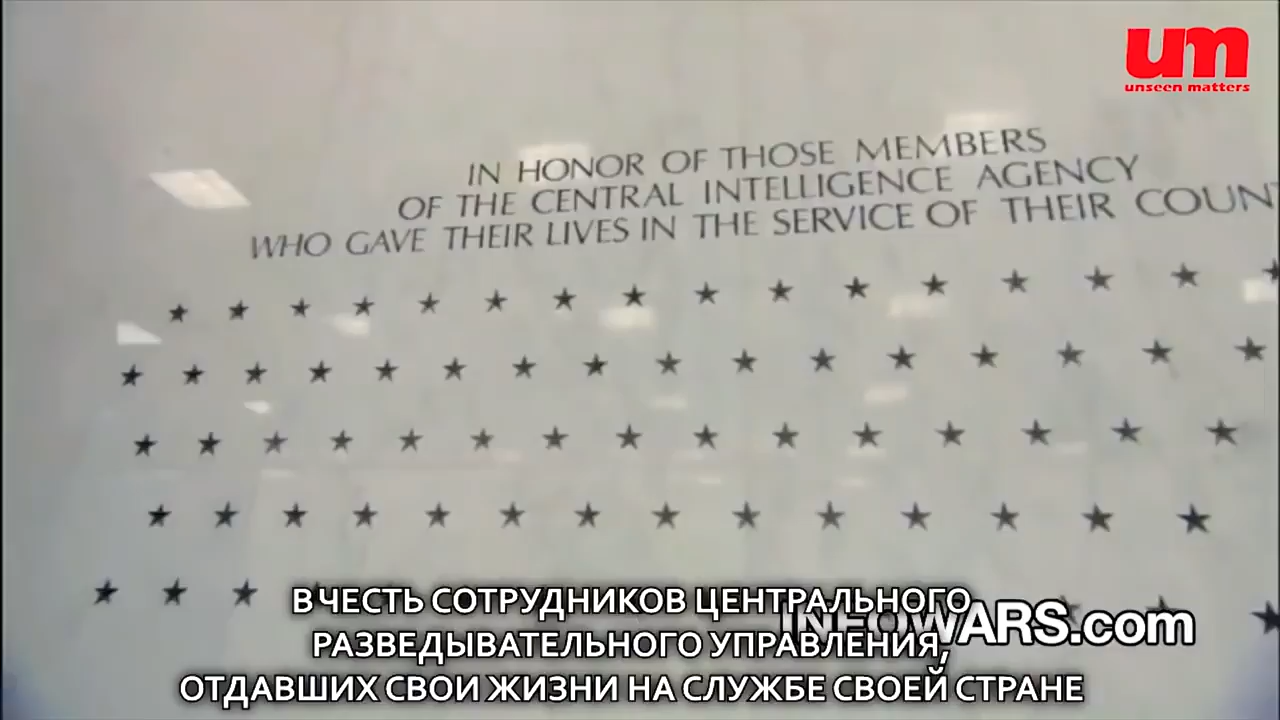 um
unseen matters
IN HONOR OF THOSE MEMBERS
OF THE CENTRAL INTELLIGENCE AGENCY
WHO GAVE THEIR LIVES IN THE SERVICE OF THEIR COUN
В ЧЕСТЬ СОТРУДНИКОВ ЦЕНТРАЛЬНОГО
INFOWARS.com
РАЗВЕДЫВАТЕЛЬНОГО УПРАВЛЕНИЯ,
ОТДАВШИХ СВОИ ЖИЗНИ НА СЛУЖБЕ СВОЕЙ СТРАНЕ